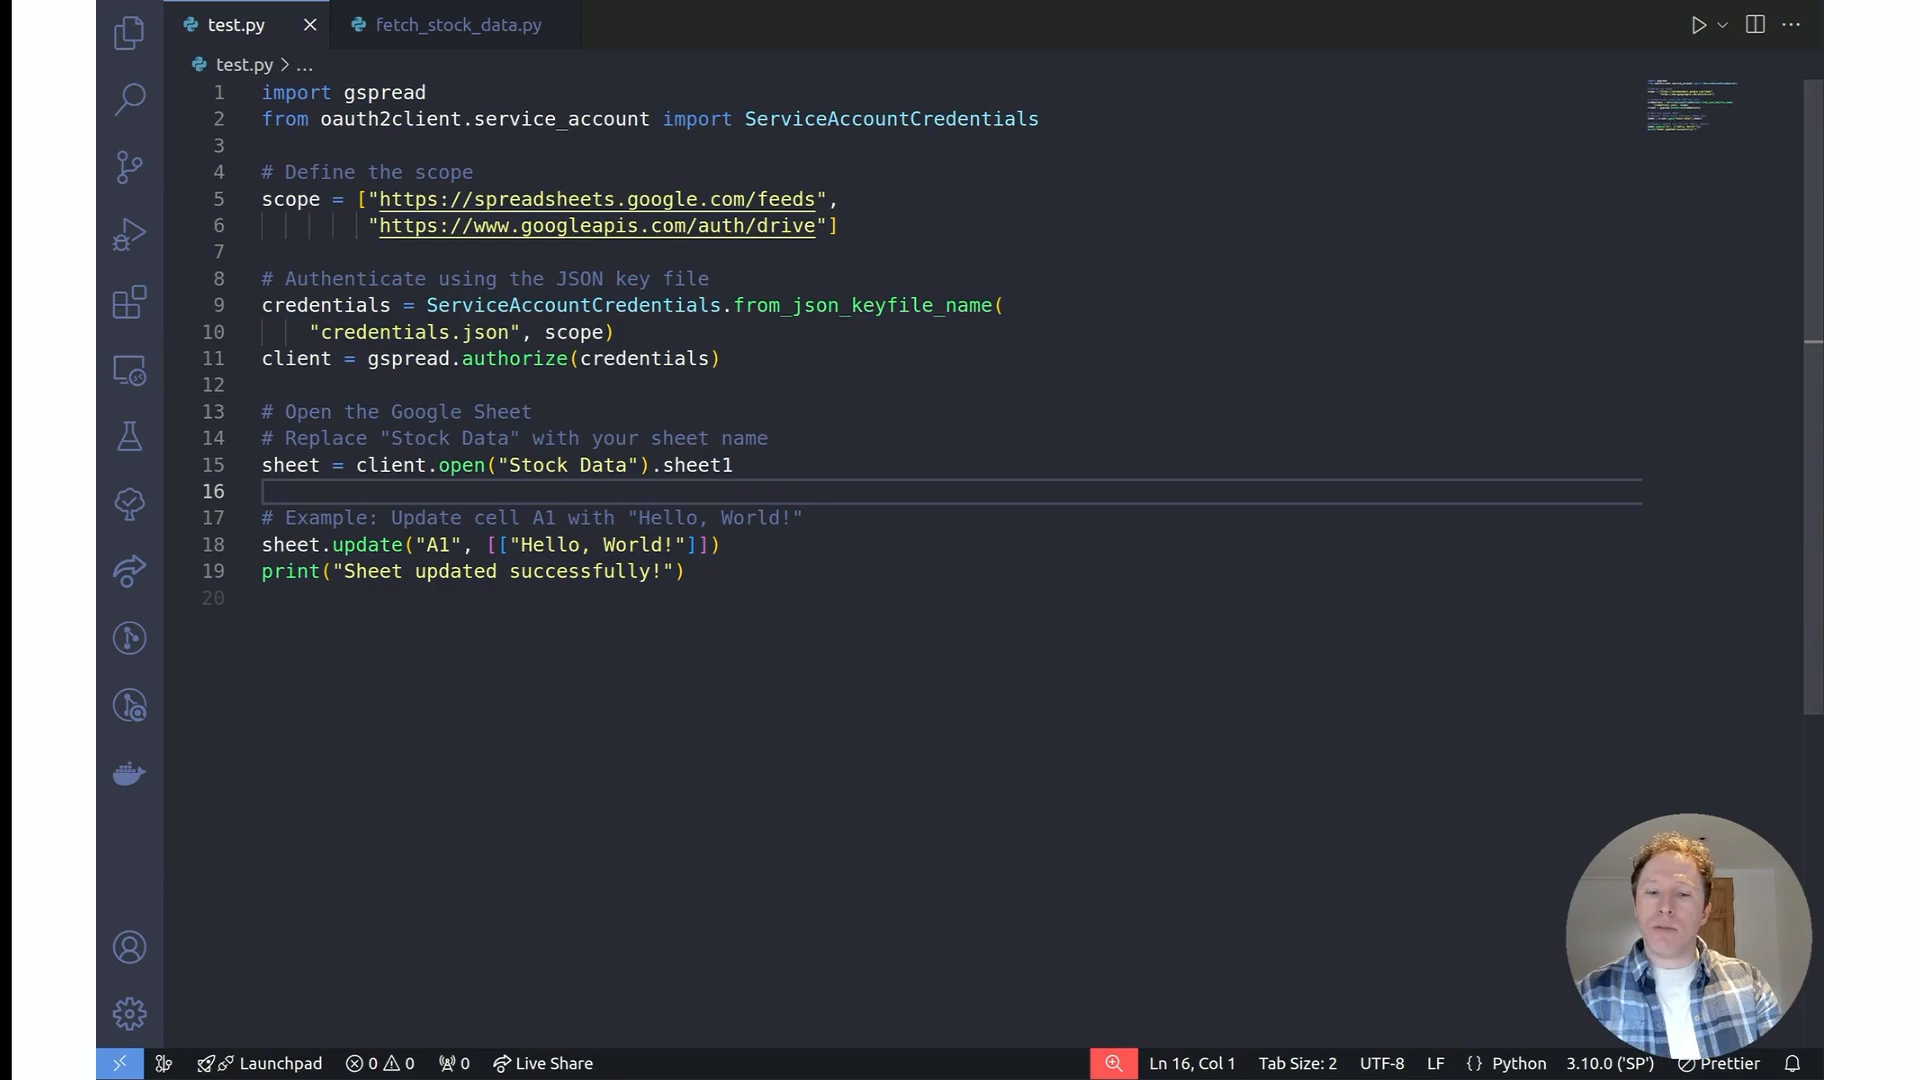 test.py
fetch_stock_data.py
test.py > ...
1 import gspread
2 from oauth2client.service_account import ServiceAccountCredentials
3
4 # Define the scope
5 scope = ["https://spreadsheets.google.com/feeds",
6 "https://www.googleapis.com/auth/drive"]
7
8 # Authenticate using the JSON key file
9 credentials = ServiceAccountCredentials.from_json_keyfile_name(
10 "credentials.json", scope)
11 client = gspread.authorize(credentials)
12
13 # Open the Google Sheet
14 # Replace "Stock Data" with your sheet name
15 sheet = client.open("Stock Data").sheet1
16
17 # Example: Update cell A1 with "Hello, World!"
18 sheet.update("A1", [["Hello, World!"]])
19 print("Sheet updated successfully!")
20
Launchpad 0 0 0 Live Share Ln 16, Col 1 Tab Size: 2 UTF-8 LF {} Python 3.10.0 ('SP') Prettier